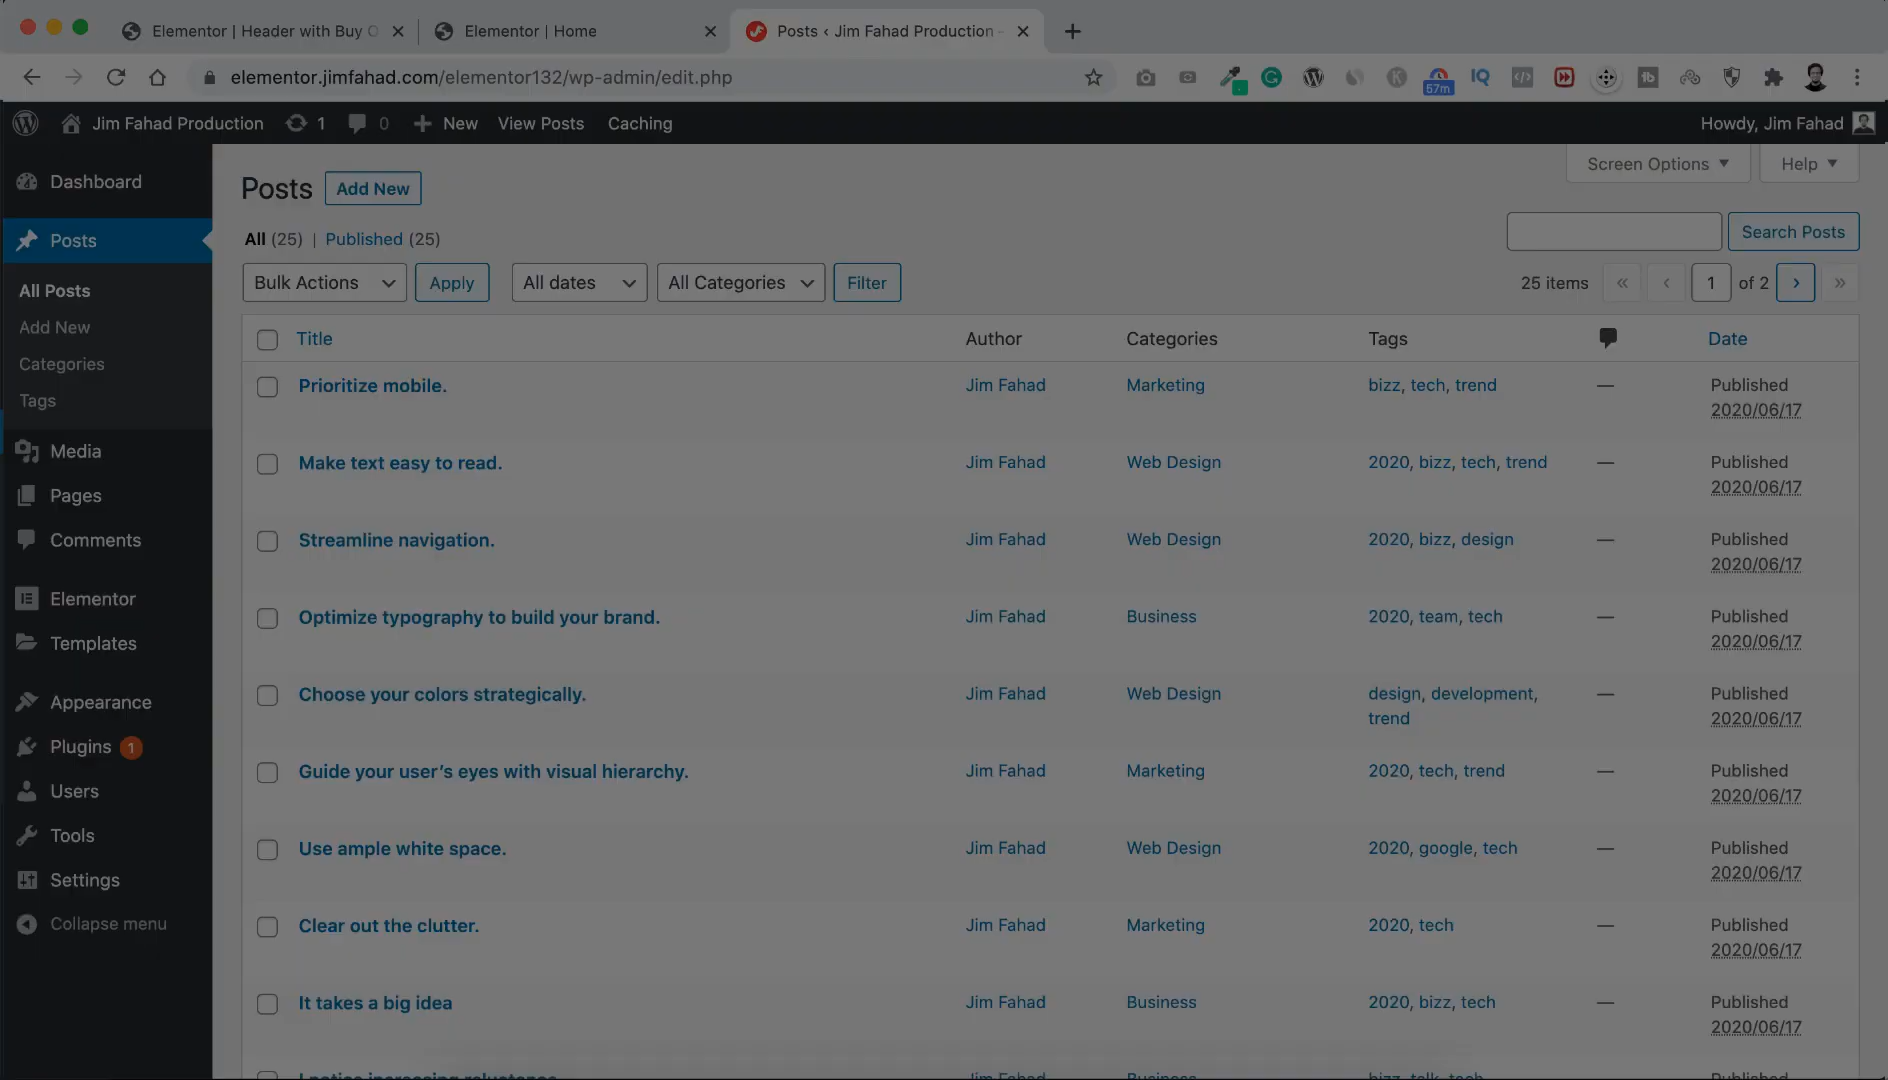 Elementor | Header with Buy
Elementor | Home
Posts ‹ Jim Fahad Production -
elementor.jimfahad.com/elementor132/wp-admin/edit.php
57m
Jim Fahad Production 1 0 New View Posts Caching
Howdy, Jim Fahad
Dashboard
Posts
All Posts
Add New
Categories
Tags
Media
Pages
Comments
Elementor
Templates
Appearance
Plugins 1
Users
Tools
Settings
Collapse menu
Screen Options
Help
Posts Add New
All (25) | Published (25)
Search Posts
Bulk Actions Apply All dates All Categories Filter
25 items « ‹ 1 of 2 › »
Title Author Categories Tags Date
Prioritize mobile. Jim Fahad Marketing bizz, tech, trend — Published
2020/06/17
Make text easy to read. Jim Fahad Web Design 2020, bizz, tech, trend — Published
2020/06/17
Streamline navigation. Jim Fahad Web Design 2020, bizz, design — Published
2020/06/17
Optimize typography to build your brand. Jim Fahad Business 2020, team, tech — Published
2020/06/17
Choose your colors strategically. Jim Fahad Web Design design, development, — Published
trend 2020/06/17
Guide your user’s eyes with visual hierarchy. Jim Fahad Marketing 2020, tech, trend — Published
2020/06/17
Use ample white space. Jim Fahad Web Design 2020, google, tech — Published
2020/06/17
Clear out the clutter. Jim Fahad Marketing 2020, tech — Published
2020/06/17
It takes a big idea Jim Fahad Business 2020, bizz, tech — Published
2020/06/17